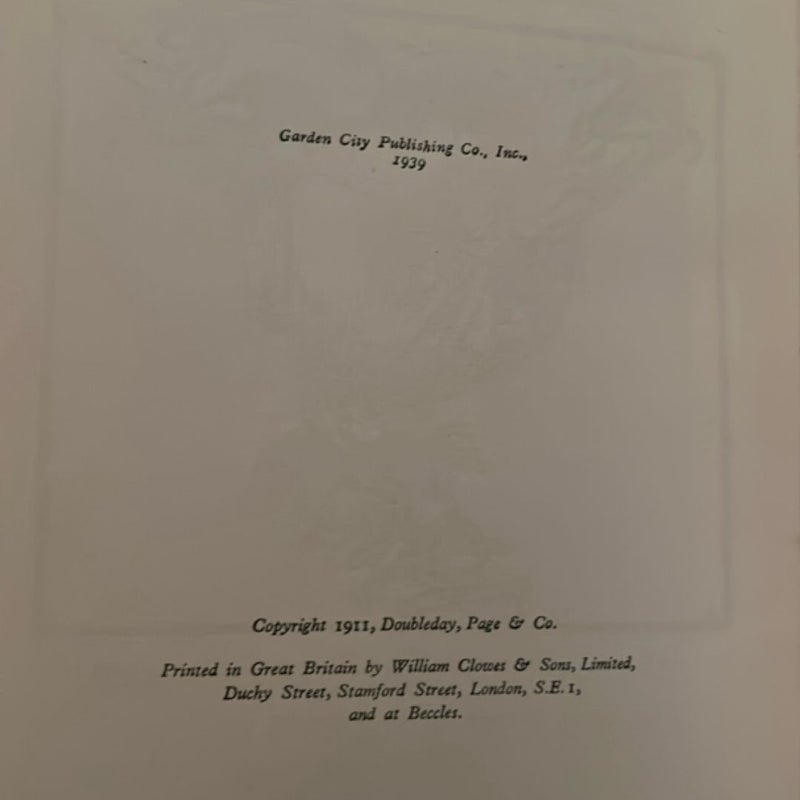 Garden City Publishing Co., Inc.,
1939
Copyright 1911, Doubleday, Page & Co.
Printed in Great Britain by William Clowes & Sons, Limited,
Duchy Street, Stamford Street, London, S.E. 1,
and at Beccles.